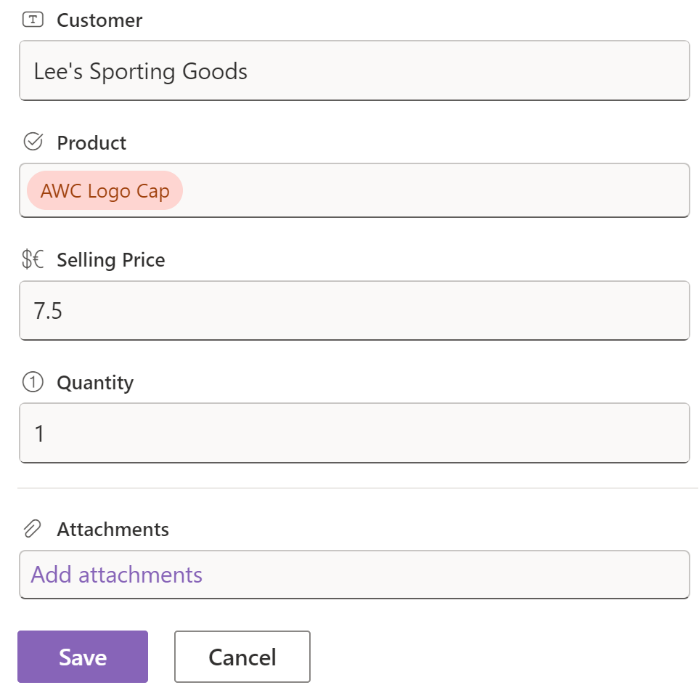 Customer
Lee's Sporting Goods
Product
AWC Logo Cap
$€ Selling Price
7.5
1 Quantity
1
Attachments
Add attachments
Save Cancel